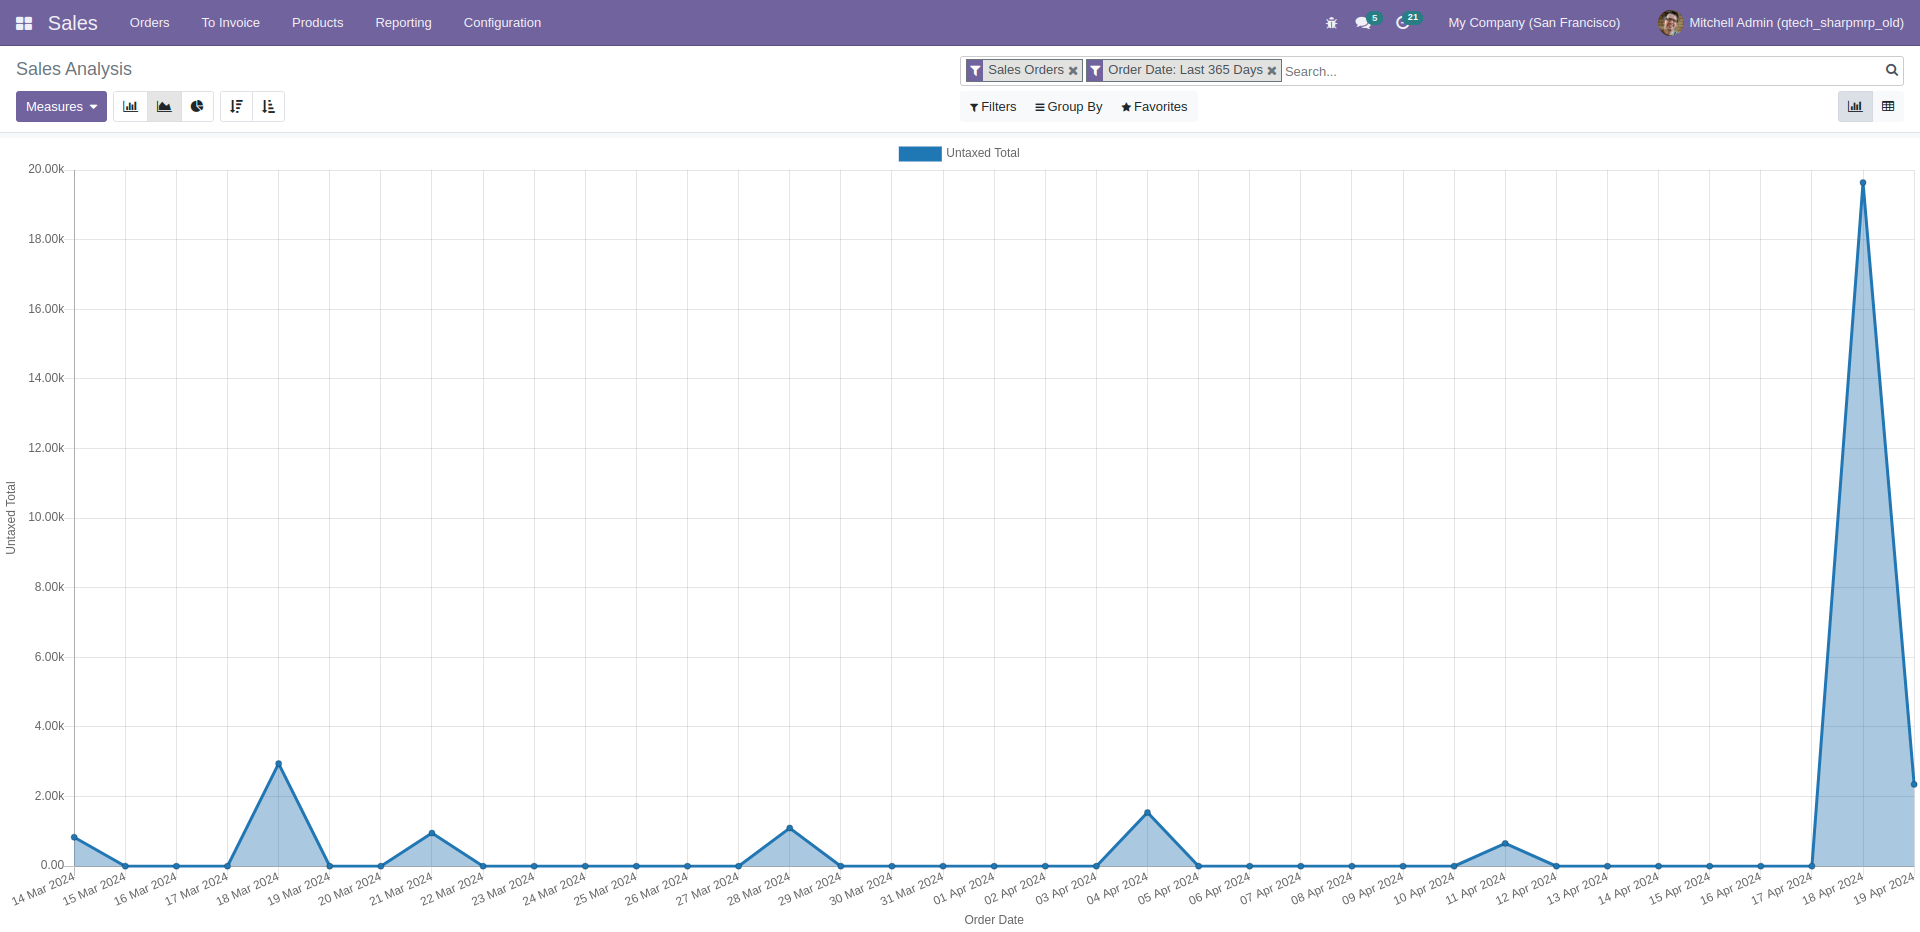 Sales Orders To Invoice Products Reporting Configuration 5 21 My Company (San Francisco) Mitchell Admin (qtech_sharpmrp_old)
Sales Analysis
Sales Orders Order Date: Last 365 Days Search...
Measures Filters Group By Favorites
Untaxed Total
20.00k
18.00k
16.00k
14.00k
12.00k
10.00k
8.00k
6.00k
4.00k
2.00k
0.00
Untaxed Total
14 Mar 2024 15 Mar 2024 16 Mar 2024 17 Mar 2024 18 Mar 2024 19 Mar 2024 20 Mar 2024 21 Mar 2024 22 Mar 2024 23 Mar 2024 24 Mar 2024 25 Mar 2024 26 Mar 2024 27 Mar 2024 28 Mar 2024 29 Mar 2024 30 Mar 2024 31 Mar 2024 01 Apr 2024 02 Apr 2024 03 Apr 2024 04 Apr 2024 05 Apr 2024 06 Apr 2024 07 Apr 2024 08 Apr 2024 09 Apr 2024 10 Apr 2024 11 Apr 2024 12 Apr 2024 13 Apr 2024 14 Apr 2024 15 Apr 2024 16 Apr 2024 17 Apr 2024 18 Apr 2024 19 Apr 2024
Order Date